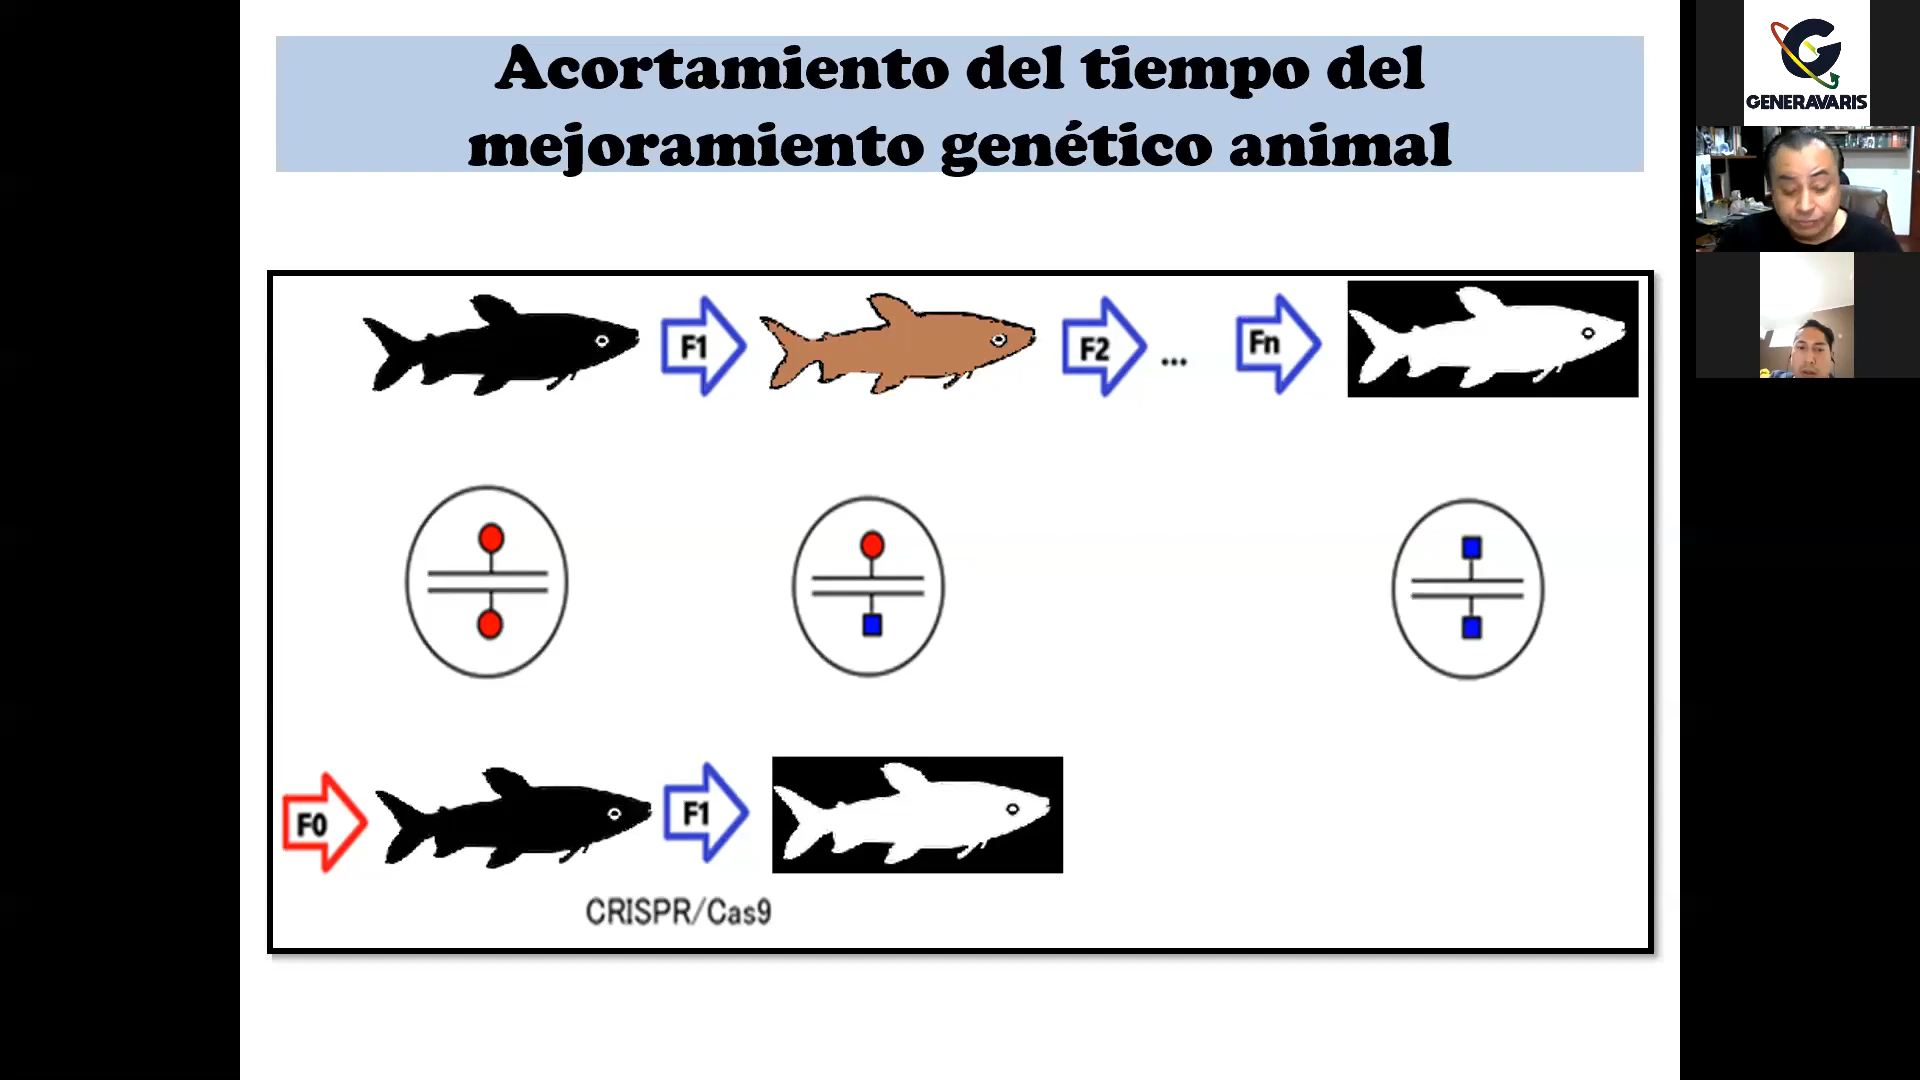 Acortamiento del tiempo del
mejoramiento genético animal
GENERAVARIS
F1
F2
...
Fn
F0
F1
CRISPR/Cas9